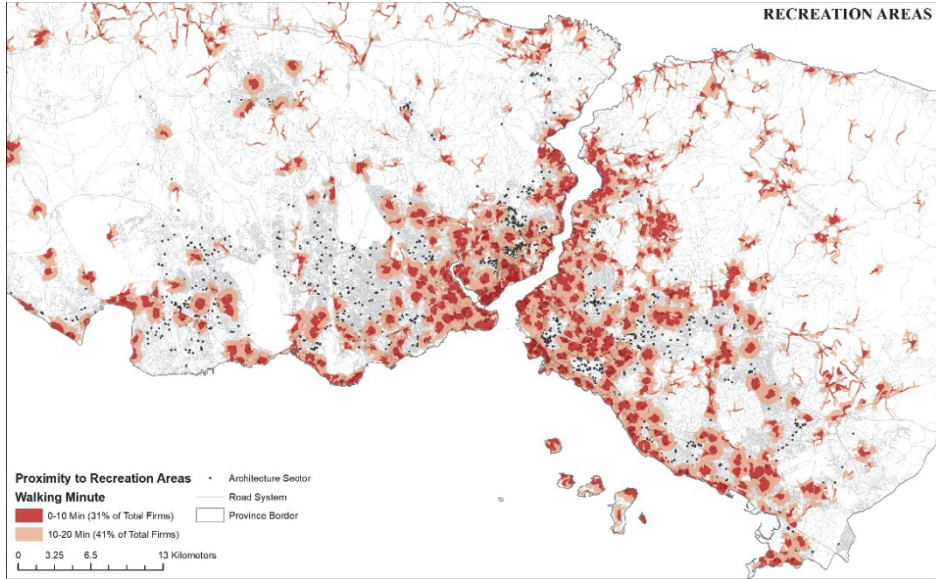 RECREATION AREAS
Proximity to Recreation Areas
Walking Minute
0-10 Min (31% of Total Firms)
10-20 Min (41% of Total Firms)
Architecture Sector
Road System
Province Border
0 3.25 6.5 13 Kilometers